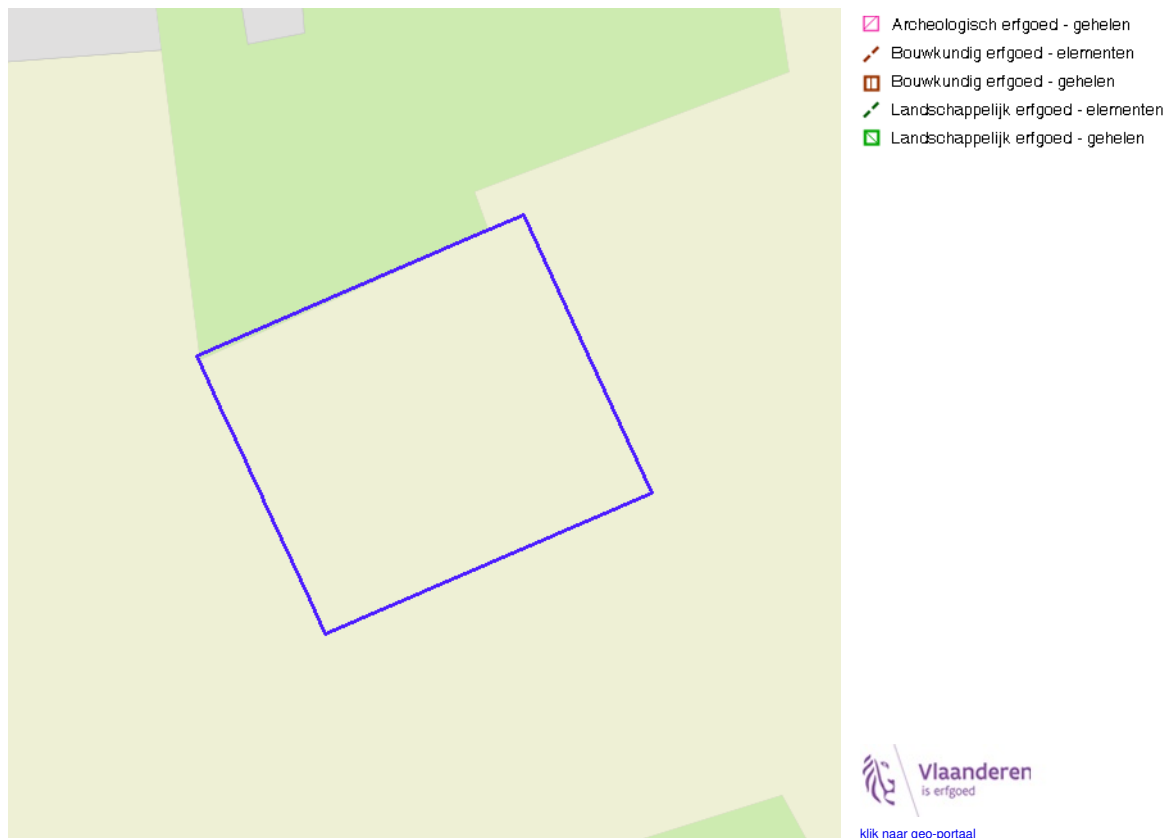 Archeologisch erfgoed - gehelen
Bouwkundig erfgoed - elementen
Bouwkundig erfgoed - gehelen
Landschappelijk erfgoed - elementen
Landschappelijk erfgoed - gehelen
Vlaanderen
is erfgoed
klik naar geo-portaal